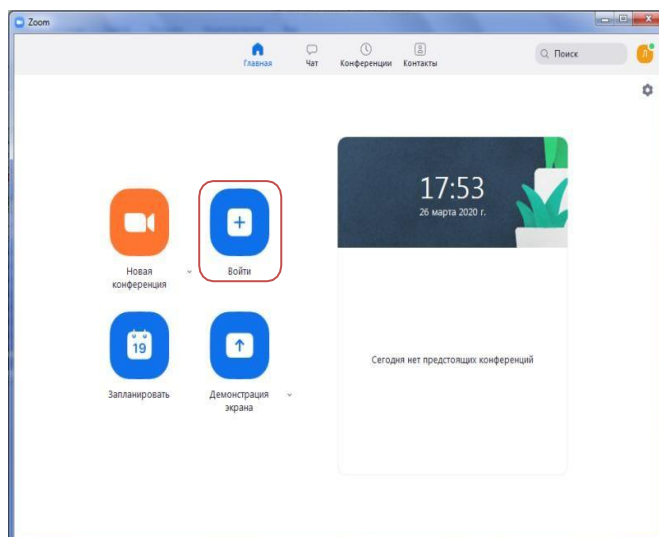 Zoom
Главная
Чат
Конференции
Контакты
Поиск
Л
17:53
26 марта 2020 г.
Новая
конференция
Войти
19
Запланировать
Демонстрация
экрана
Сегодня нет предстоящих конференций